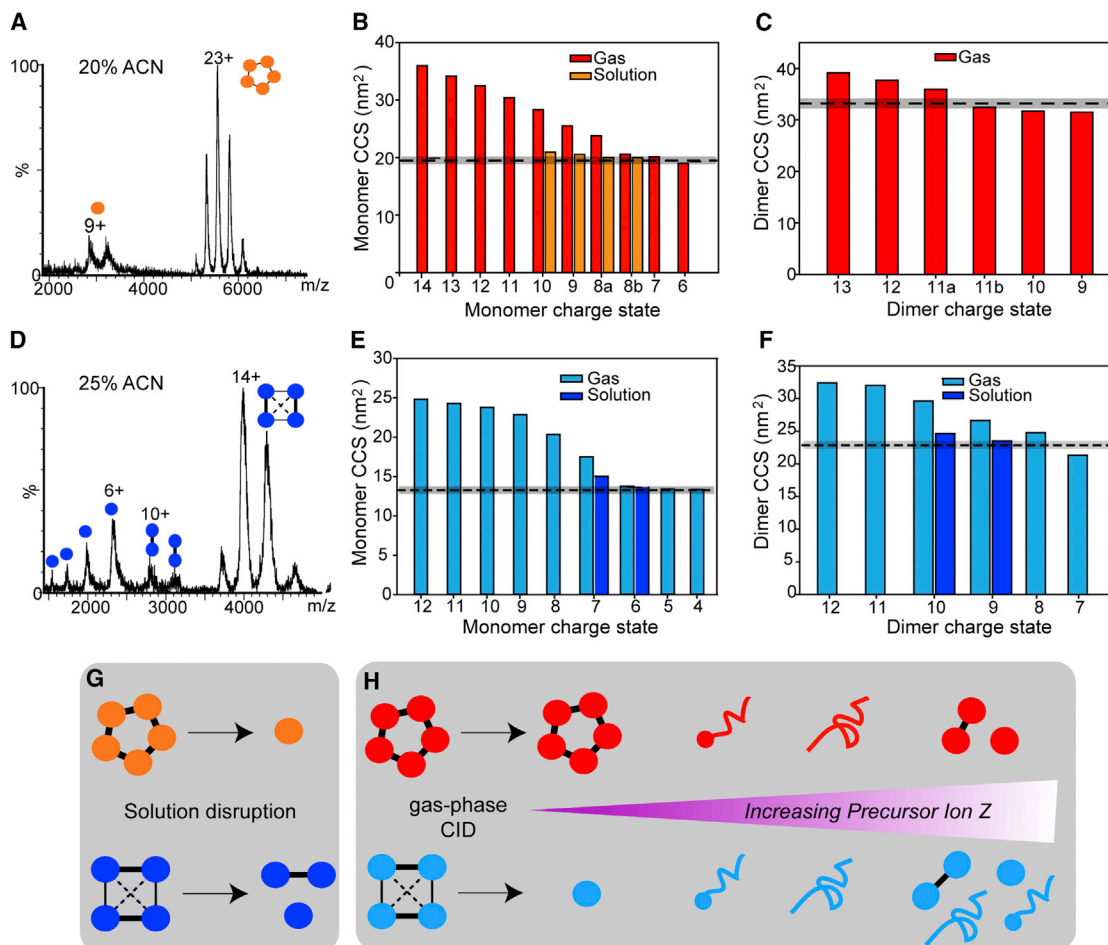 A
20% ACN
23+
9+
100
%
0
2000
4000
6000
m/z
B
Gas
Solution
Monomer CCS (nm²)
40
30
20
10
0
14
13
12
11
10
9
8a
8b
7
6
Monomer charge state
C
Gas
Dimer CCS (nm²)
40
30
20
10
0
13
12
11a
11b
10
9
Dimer charge state
D
25% ACN
14+
6+
10+
100
%
0
2000
3000
4000
m/z
E
Gas
Solution
Monomer CCS (nm²)
30
25
20
15
10
5
0
12
11
10
9
8
7
6
5
4
Monomer charge state
F
Gas
Solution
Dimer CCS (nm²)
35
30
25
20
15
10
5
0
12
11
10
9
8
7
Dimer charge state
G
Solution disruption
H
gas-phase
CID
Increasing Precursor Ion Z